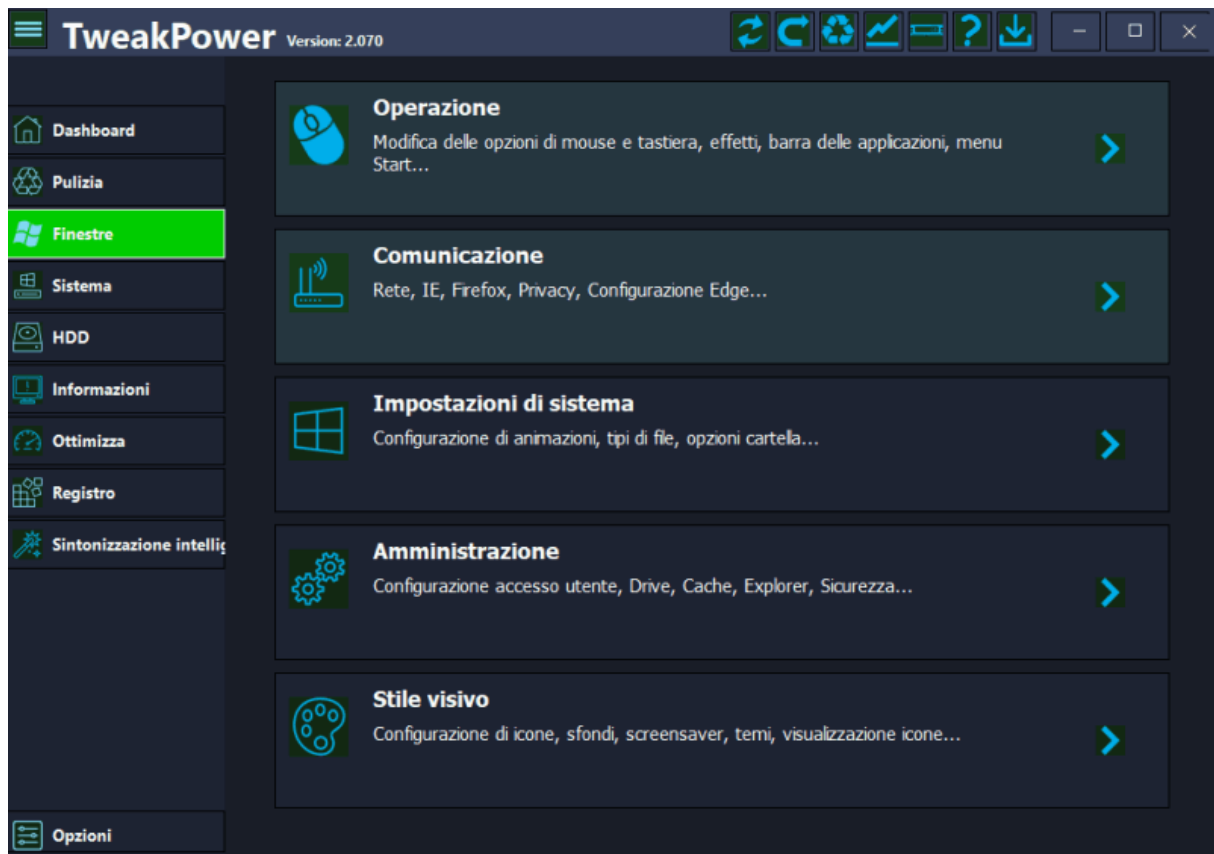 TweakPower Version: 2.070
Dashboard
Pulizia
Finestre
Sistema
HDD
Informazioni
Ottimizza
Registro
Sintonizzazione
Opzioni
Operazione
Modifica delle opzioni di mouse e tastiera, effetti, barra delle applicazioni, menu
Start...
Comunicazione
Rete, IE, Firefox, Privacy, Configurazione Edge...
Impostazioni di sistema
Configurazione di animazioni, tipi di file, opzioni cartella...
Amministrazione
Configurazione accesso utente, Drive, Cache, Explorer, Sicurezza...
Stile visivo
Configurazione di icone, sfondi, screensaver, temi, visualizzazione icone...